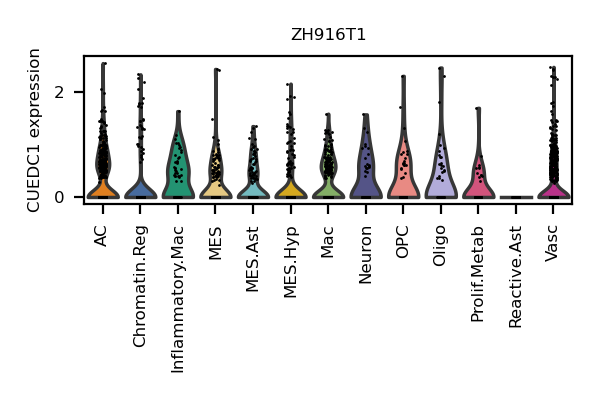 ZH916T1
CUEDC1 expression
2
0
AC
Chromatin.Reg
Inflammatory.Mac
MES
MES.Ast
MES.Hyp
Mac
Neuron
OPC
Oligo
Prolif.Metab
Reactive.Ast
Vasc